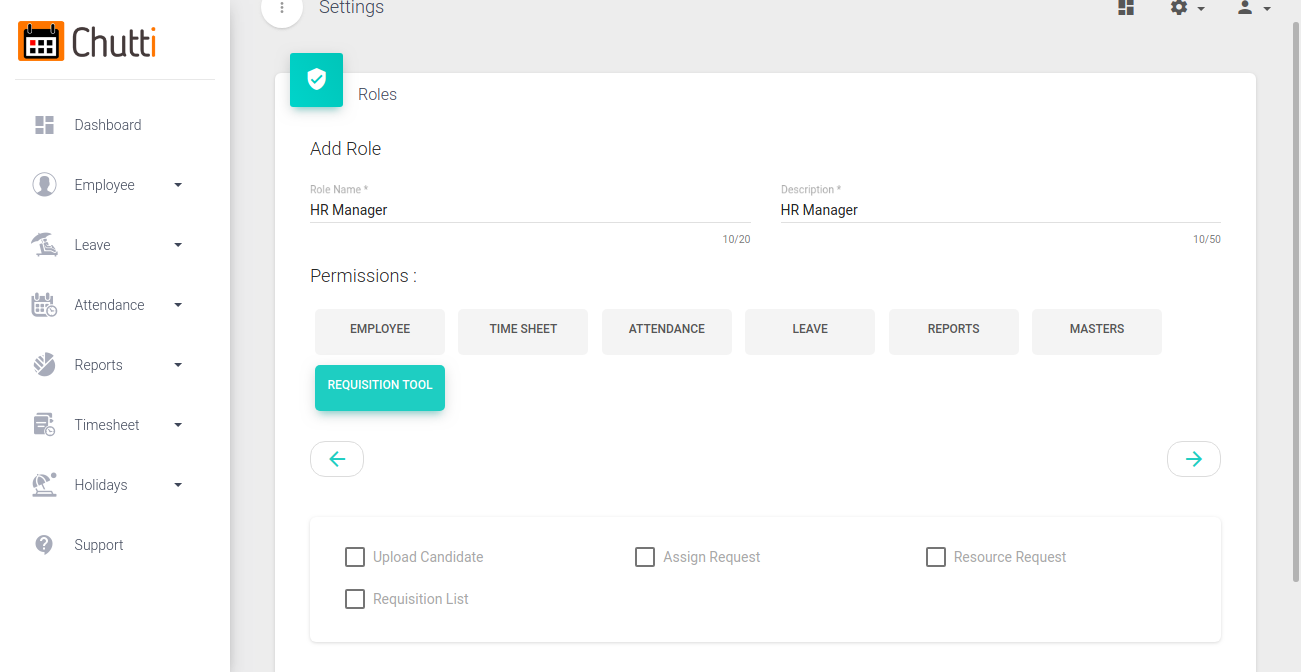 Settings
Chutti
Roles
Dashboard
Employee
Leave
Attendance
Reports
Timesheet
Holidays
Support
Add Role
Role Name *
HR Manager
10/20
Description *
HR Manager
10/50
Permissions :
EMPLOYEE
TIME SHEET
ATTENDANCE
LEAVE
REPORTS
MASTERS
REQUISITION TOOL
Upload Candidate
Assign Request
Resource Request
Requisition List